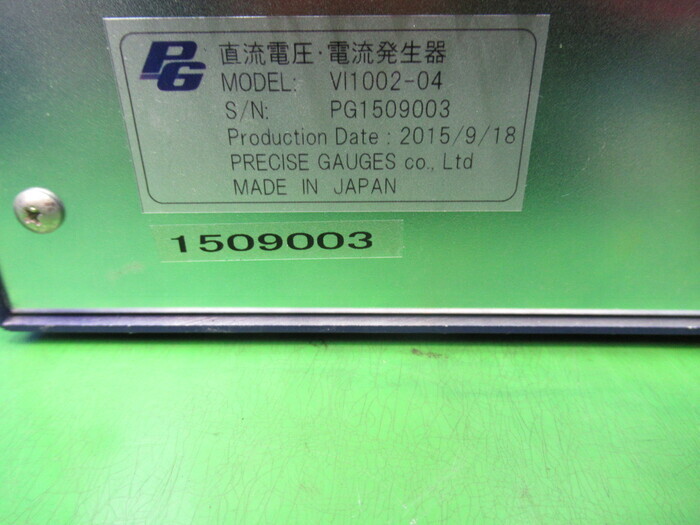 PG 直流電圧・電流発生器
MODEL: VI1002-04
S/N: PG1509003
Production Date : 2015/9/18
PRECISE GAUGES co., Ltd
MADE IN JAPAN
1509003